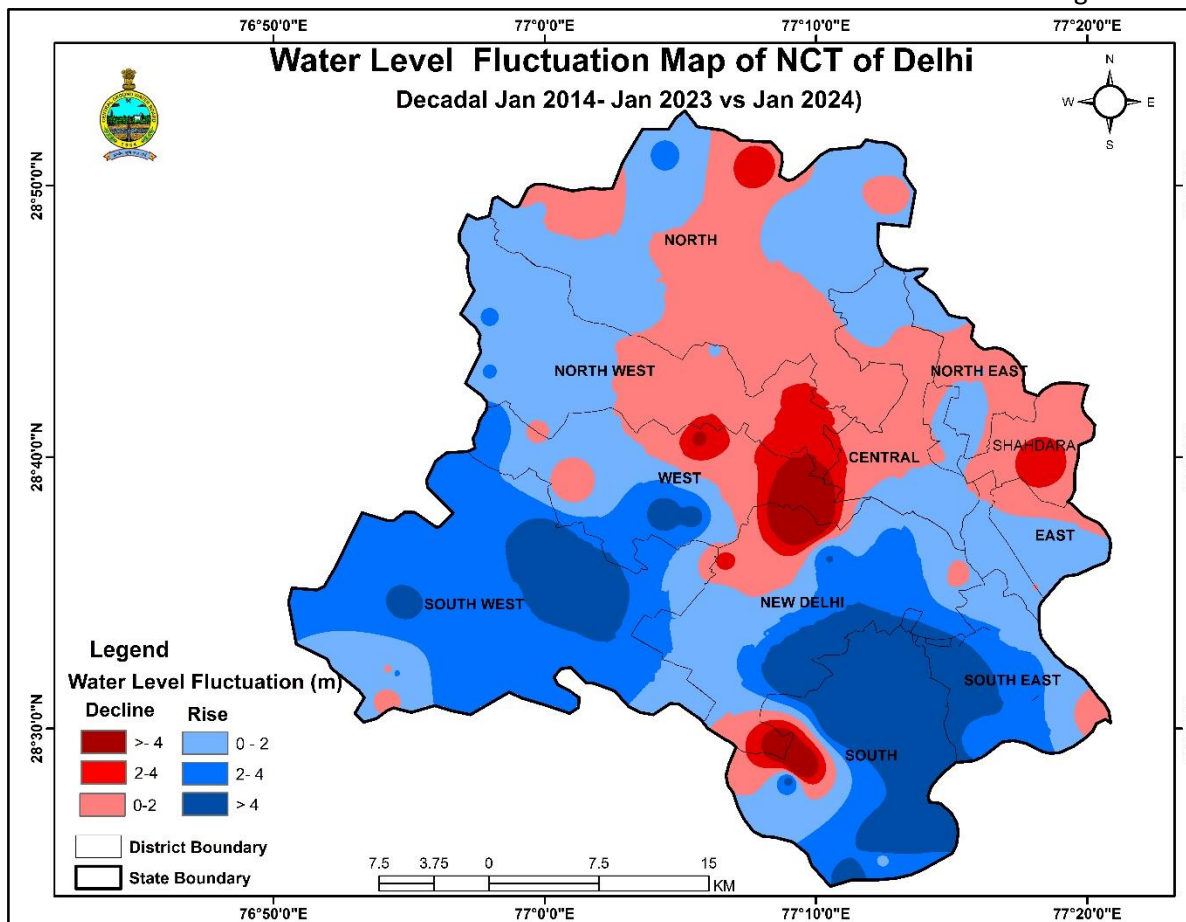 76°50'0"E 77°0'0"E 77°10'0"E 77°20'0"E
Water Level Fluctuation Map of NCT of Delhi
Decadal Jan 2014- Jan 2023 vs Jan 2024)
N
W E
S
28°50'0"N
NORTH
NORTH WEST
NORTH EAST
28°40'0"N
SHAHDARA
CENTRAL
WEST
EAST
SOUTH WEST
NEW DELHI
SOUTH EAST
28°30'0"N
SOUTH
Legend
Water Level Fluctuation (m)
Decline Rise
>- 4 0 - 2
2-4 2- 4
0-2 > 4
District Boundary
State Boundary
7.5 3.75 0 7.5 15
KM
76°50'0"E 77°0'0"E 77°10'0"E 77°20'0"E